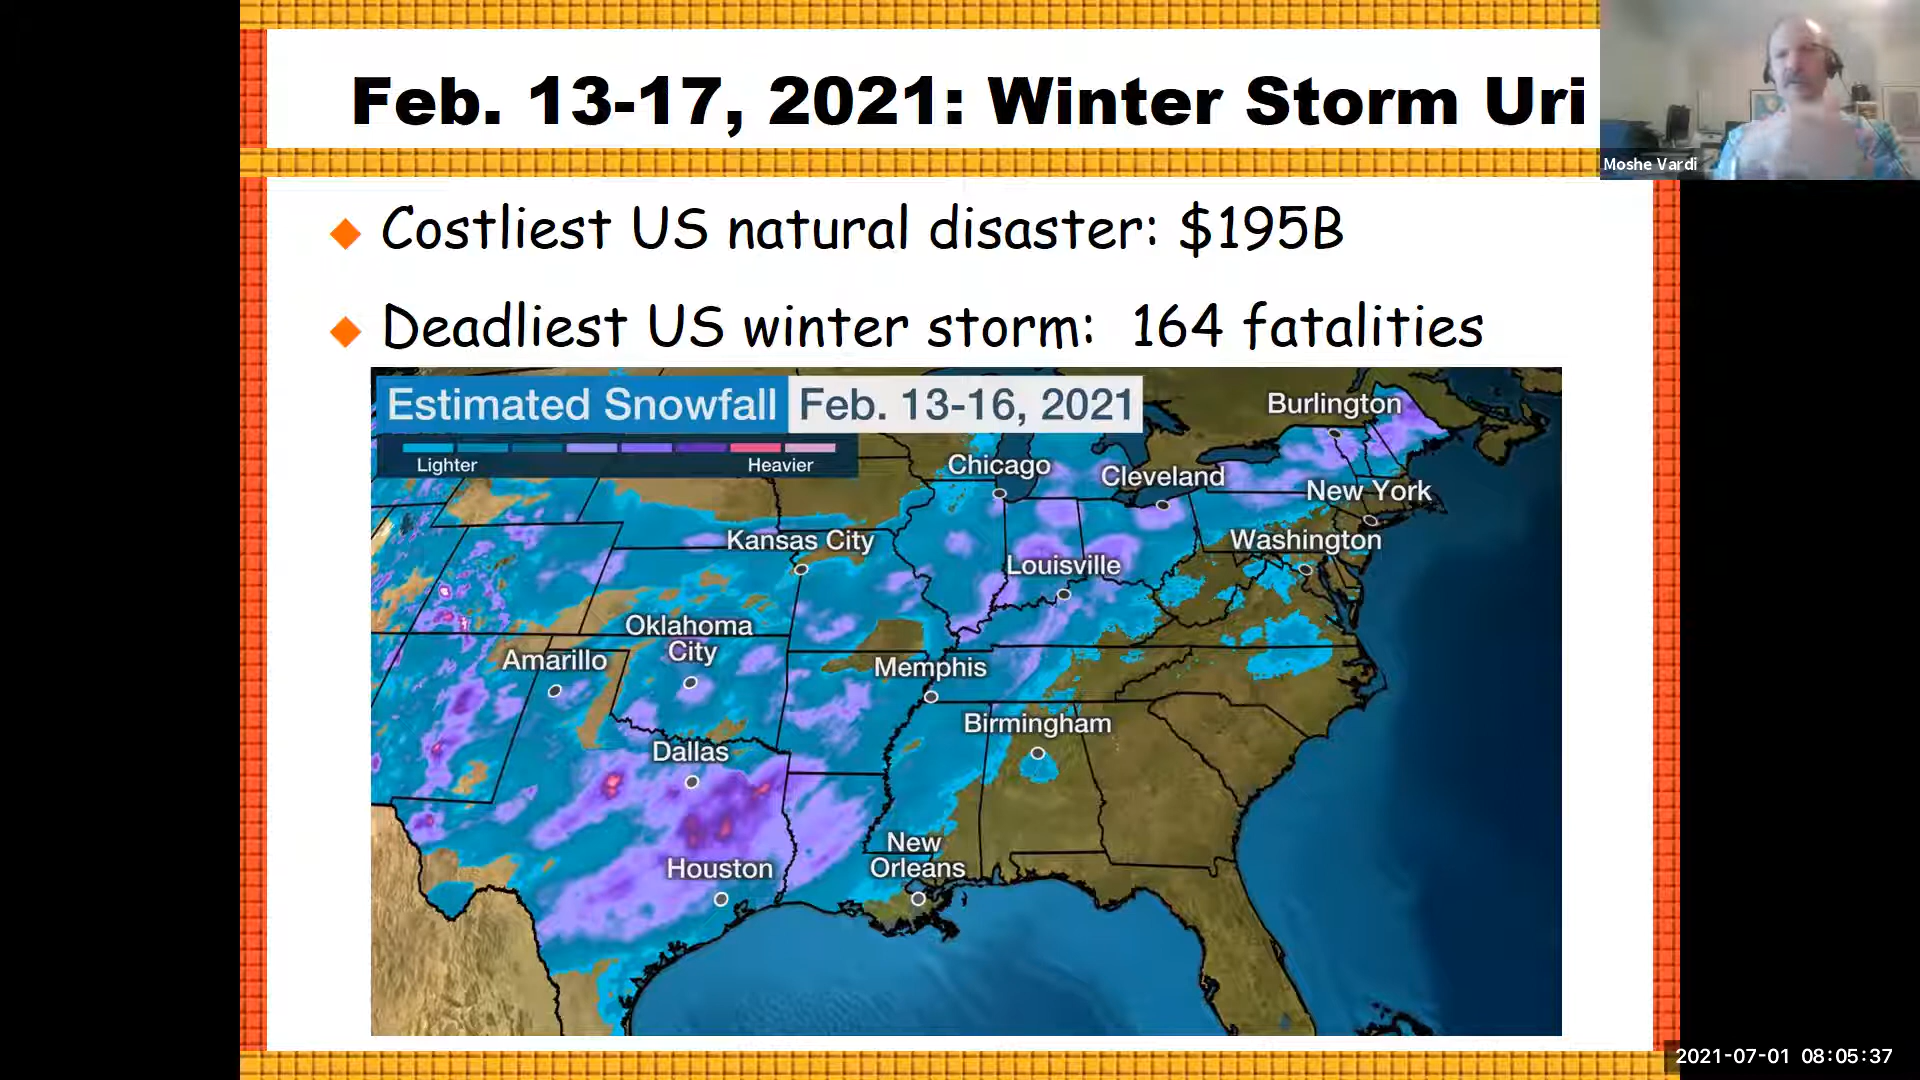 Feb. 13-17, 2021: Winter Storm Uri
Moshe Vardi
Costliest US natural disaster: $195B
Deadliest US winter storm: 164 fatalities
Estimated Snowfall Feb. 13-16, 2021
Lighter Heavier
Burlington
Chicago
Cleveland
New York
Kansas City
Washington
Louisville
Oklahoma
City
Amarillo
Memphis
Birmingham
Dallas
New
Orleans
Houston
2021-07-01 08:05:37